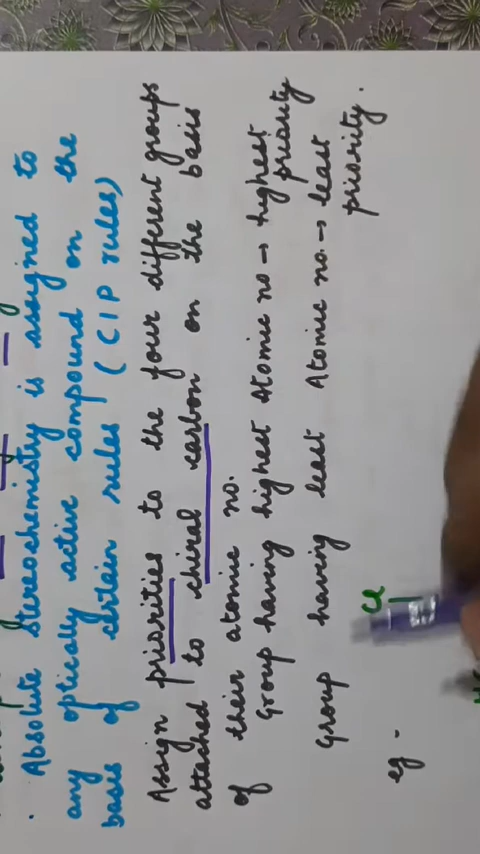 · Absolute Stereochemistry is assigned to
any optically active compound on the
basis of certain rules (CIP rules)
Assign priorities to the four different groups
attached to chiral carbon on the basis
of their atomic no.
Group having highest atomic no → highest
priority
Group having least Atomic no. → least
priority.
eg - Cl